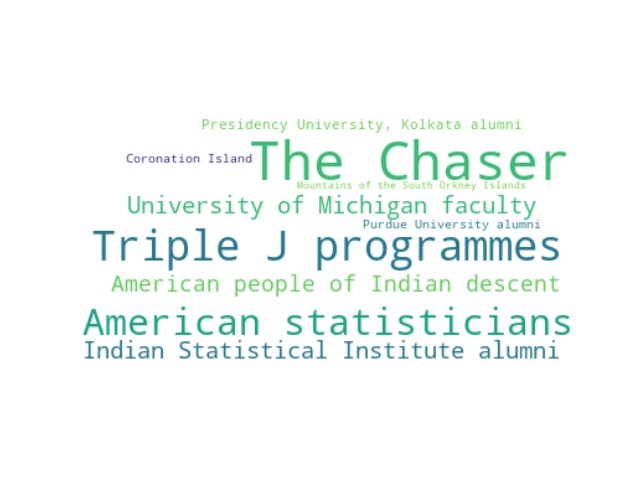 Presidency University, Kolkata alumni
Coronation Island
The Chaser
Mountains of the South Orkney Islands
University of Michigan faculty
Purdue University alumni
Triple J programmes
American people of Indian descent
American statisticians
Indian Statistical Institute alumni